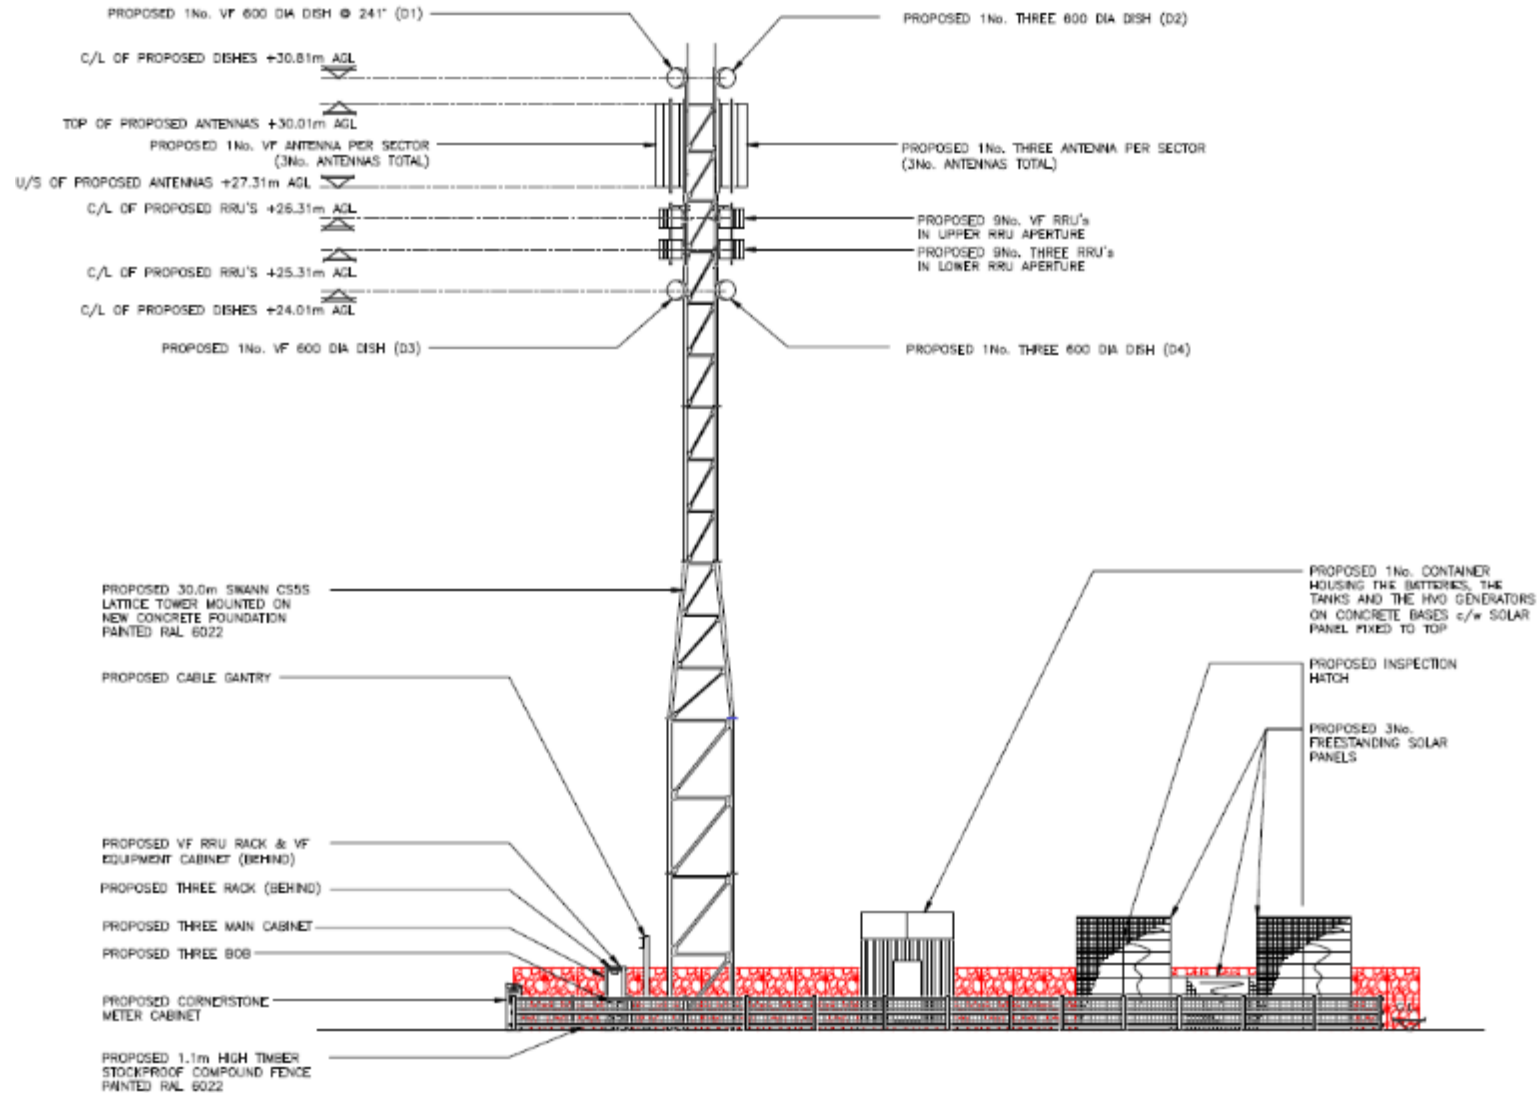 PROPOSED 1No. VF 600 DIA DISH @ 241° (D1)
PROPOSED 1No. THREE 600 DIA DISH (D2)
C/L OF PROPOSED DISHES +30.81m AGL
TOP OF PROPOSED ANTENNAS +30.01m AGL
PROPOSED 1No. VF ANTENNA PER SECTOR
(3No. ANTENNAS TOTAL)
PROPOSED 1No. THREE ANTENNA PER SECTOR
(3No. ANTENNAS TOTAL)
U/S OF PROPOSED ANTENNAS +27.31m AGL
C/L OF PROPOSED RRU'S +26.31m AGL
PROPOSED 9No. VF RRU's
IN UPPER RRU APERTURE
PROPOSED 9No. THREE RRU's
IN LOWER RRU APERTURE
C/L OF PROPOSED RRU'S +25.31m AGL
C/L OF PROPOSED DISHES +24.01m AGL
PROPOSED 1No. VF 600 DIA DISH (D3)
PROPOSED 1No. THREE 600 DIA DISH (D4)
PROPOSED 30.0m SWANN CS5S
LATTICE TOWER MOUNTED ON
NEW CONCRETE FOUNDATION
PAINTED RAL 6022
PROPOSED 1No. CONTAINER
HOUSING THE BATTERIES, THE
TANKS AND THE HVO GENERATORS
ON CONCRETE BASES c/w SOLAR
PANEL FIXED TO TOP
PROPOSED CABLE GANTRY
PROPOSED INSPECTION
HATCH
PROPOSED 3No.
FREESTANDING SOLAR
PANELS
PROPOSED VF RRU RACK & VF
EQUIPMENT CABINET (BEHIND)
PROPOSED THREE RACK (BEHIND)
PROPOSED THREE MAIN CABINET
PROPOSED THREE BOB
PROPOSED CORNERSTONE
METER CABINET
PROPOSED 1.1m HIGH TIMBER
STOCKPROOF COMPOUND FENCE
PAINTED RAL 6022